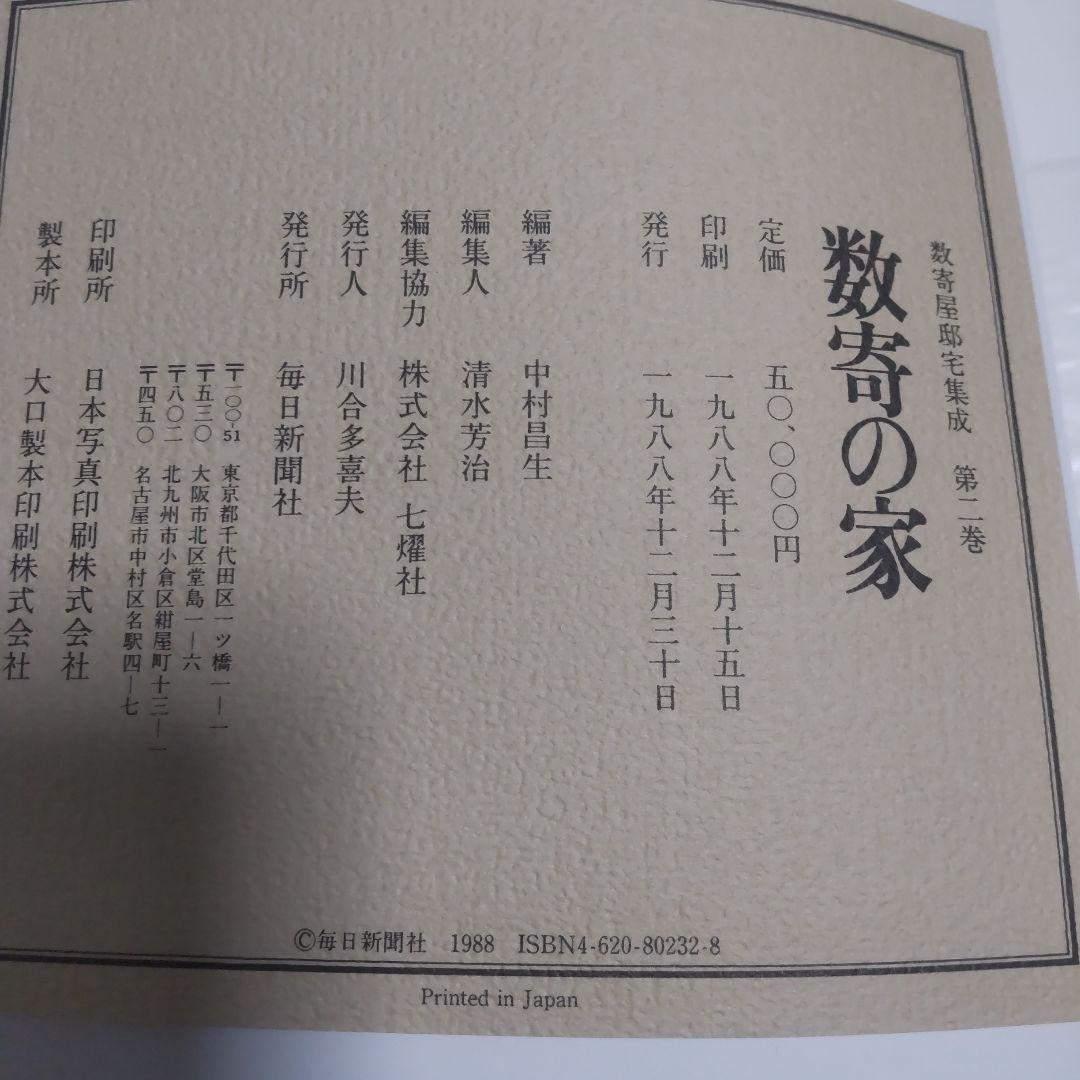 数寄屋邸宅集成　第二巻
数寄の家
定価　五〇、〇〇〇円
印刷　一九八八年十二月十五日
発行　一九八八年十二月三十日
編著　中村昌生
編集人　清水芳治
編集協力　株式会社 七燿社
発行人　川合多喜夫
発行所　毎日新聞社
〒一〇〇-51　東京都千代田区一ツ橋一―一
〒五三〇　大阪市北区堂島一―六
〒八〇二　北九州市小倉区紺屋町十三―一
〒四五〇　名古屋市中村区名駅四―七
印刷所　日本写真印刷株式会社
製本所　大口製本印刷株式会社
©毎日新聞社　1988　ISBN4-620-80232-8
Printed in Japan